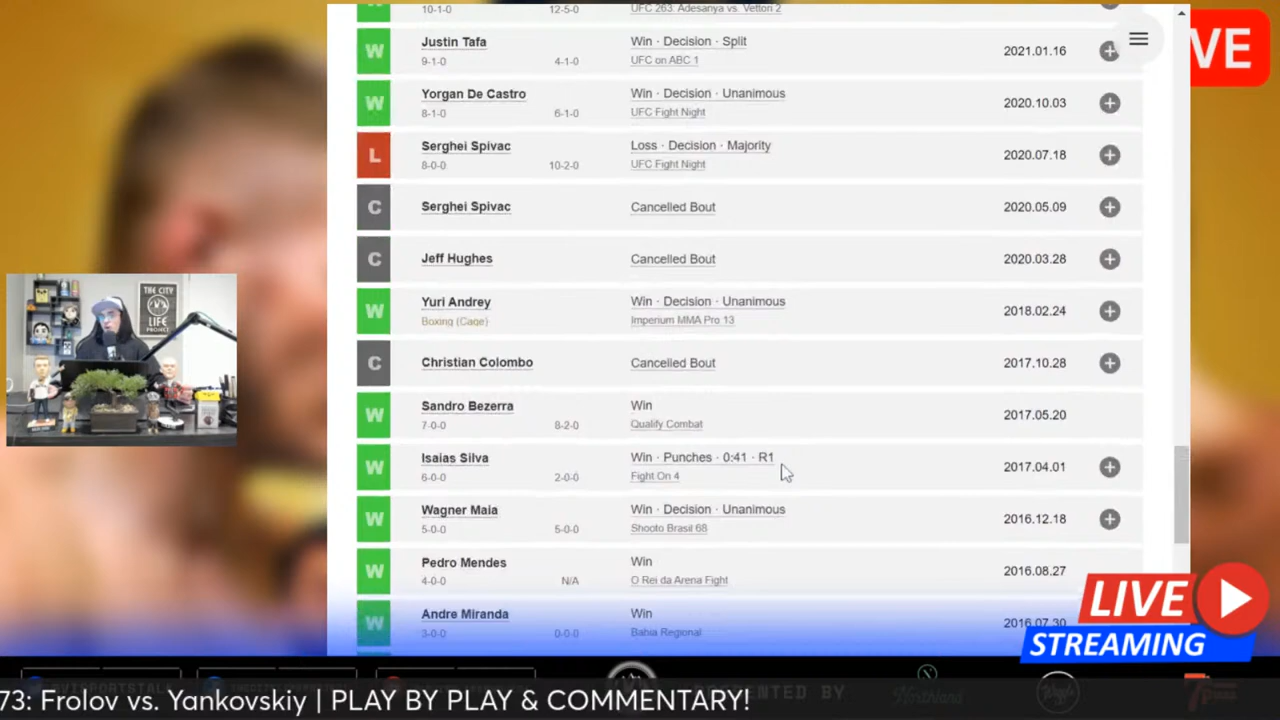 10-1-0 12-5-0 UFC 263: Adesanya vs. Vettori 2
W Justin Tafa Win · Decision · Split 2021.01.16
9-1-0 4-1-0 UFC on ABC 1
VE
W Yorgan De Castro Win · Decision · Unanimous 2020.10.03
8-1-0 6-1-0 UFC Fight Night
L Serghei Spivac Loss · Decision · Majority 2020.07.18
8-0-0 10-2-0 UFC Fight Night
C Serghei Spivac Cancelled Bout 2020.05.09
C Jeff Hughes Cancelled Bout 2020.03.28
W Yuri Andrey Win · Decision · Unanimous 2018.02.24
Boxing (Cage) Imperium MMA Pro 13
C Christian Colombo Cancelled Bout 2017.10.28
W Sandro Bezerra Win 2017.05.20
7-0-0 8-2-0 Qualify Combat
W Isaias Silva Win · Punches · 0:41 · R1 2017.04.01
6-0-0 2-0-0 Fight On 4
W Wagner Maia Win · Decision · Unanimous 2016.12.18
5-0-0 5-0-0 Shooto Brasil 68
W Pedro Mendes Win 2016.08.27
4-0-0 N/A O Rei da Arena Fight
W Andre Miranda Win 2016.07.30
3-0-0 0-0-0 Bahia Regional
THE CITY
LIFE
PROJECT
LIVE
STREAMING
73: Frolov vs. Yankovskiy | PLAY BY PLAY & COMMENTARY!